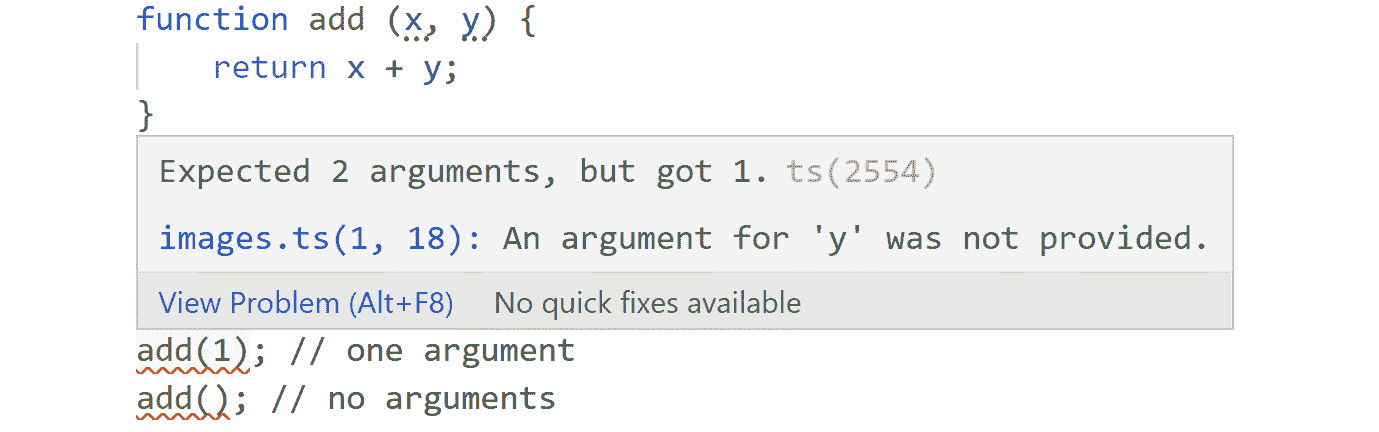 function add (x, y) {
    return x + y;
}
Expected 2 arguments, but got 1. ts(2554)
images.ts(1, 18): An argument for 'y' was not provided.
View Problem (Alt+F8) No quick fixes available
add(1); // one argument
add(); // no arguments